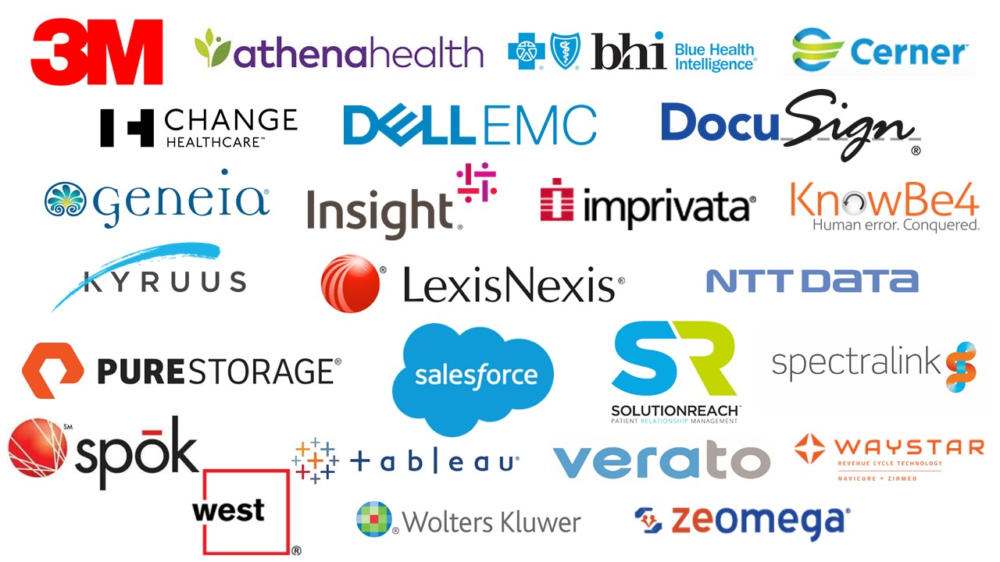 3M
athenahealth
® ® bhi Blue Health
Intelligence®
Cerner™
CHANGE
HEALTHCARE™
DELLEMC
DocuSign®
geneia®
Insight®
imprivata®
KnowBe4
Human error. Conquered.
KYRUUS
® LexisNexis®
NTT DATA
PURESTORAGE®
salesforce
SR
SOLUTIONREACH™
PATIENT RELATIONSHIP MANAGEMENT
spectralink
SM spōk
+ableau®
verato
WAYSTAR
REVENUE CYCLE TECHNOLOGY
NAVICURE + ZIRMED
west®
® Wolters Kluwer
zeomega®